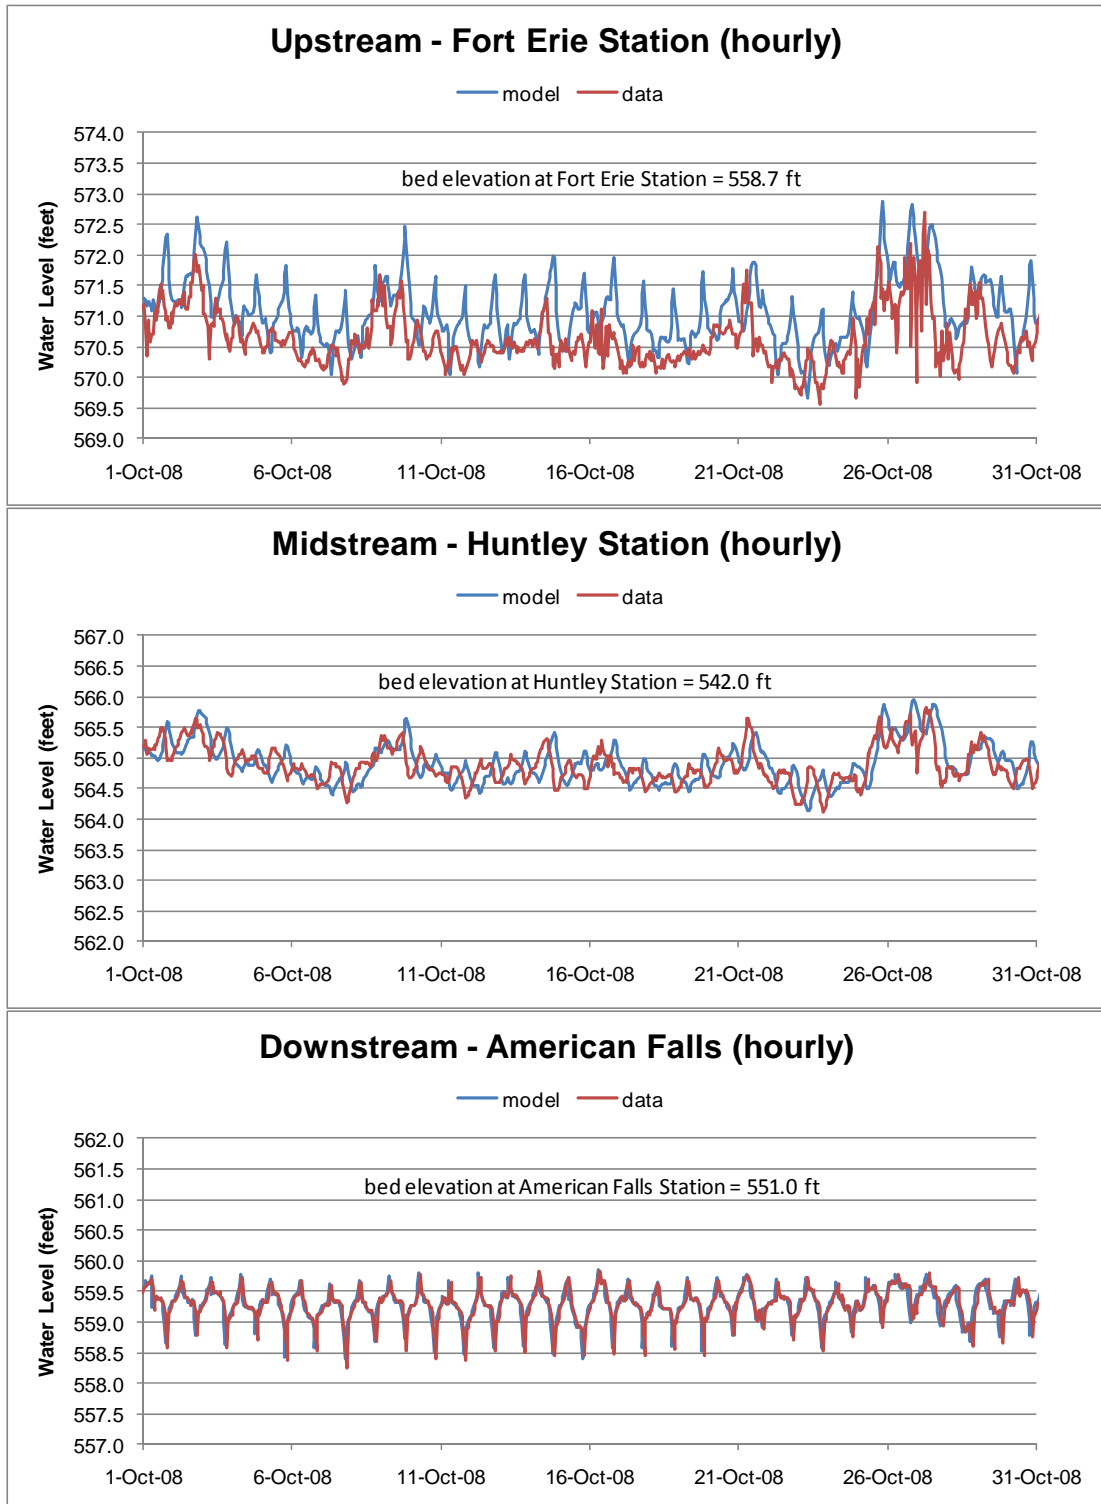 Upstream - Fort Erie Station (hourly)
model data
574.0
573.5
573.0
572.5
572.0
571.5
571.0
570.5
570.0
569.5
569.0
Water Level (feet)
bed elevation at Fort Erie Station = 558.7 ft
1-Oct-08 6-Oct-08 11-Oct-08 16-Oct-08 21-Oct-08 26-Oct-08 31-Oct-08
Midstream - Huntley Station (hourly)
model data
567.0
566.5
566.0
565.5
565.0
564.5
564.0
563.5
563.0
562.5
562.0
Water Level (feet)
bed elevation at Huntley Station = 542.0 ft
1-Oct-08 6-Oct-08 11-Oct-08 16-Oct-08 21-Oct-08 26-Oct-08 31-Oct-08
Downstream - American Falls (hourly)
model data
562.0
561.5
561.0
560.5
560.0
559.5
559.0
558.5
558.0
557.5
557.0
Water Level (feet)
bed elevation at American Falls Station = 551.0 ft
1-Oct-08 6-Oct-08 11-Oct-08 16-Oct-08 21-Oct-08 26-Oct-08 31-Oct-08